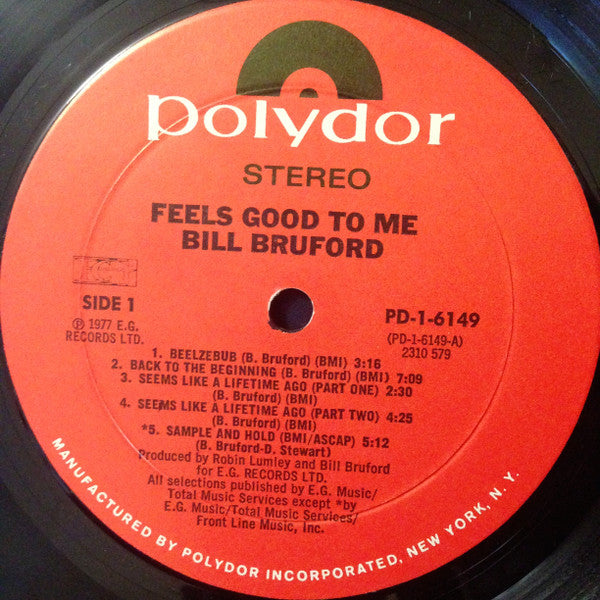 polydor
STEREO
FEELS GOOD TO ME
BILL BRUFORD
SIDE 1
℗ 1977 E.G.
RECORDS LTD.
PD-1-6149
(PD-1-6149-A)
2310 579
1. BEELZEBUB (B. Bruford) (BMI) 3:16
2. BACK TO THE BEGINNING (B. Bruford) (BMI) 7:09
3. SEEMS LIKE A LIFETIME AGO (PART ONE) 2:30
(B. Bruford) (BMI)
4. SEEMS LIKE A LIFETIME AGO (PART TWO) 4:25
(B. Bruford) (BMI)
*5. SAMPLE AND HOLD (BMI/ASCAP) 5:12
(B. Bruford-D. Stewart)
Produced by Robin Lumley and Bill Bruford
for E.G. RECORDS LTD.
All selections published by E.G. Music/
Total Music Services except *by
E.G. Music/Total Music Services/
Front Line Music, Inc.
MANUFACTURED BY POLYDOR INCORPORATED, NEW YORK, N.Y.